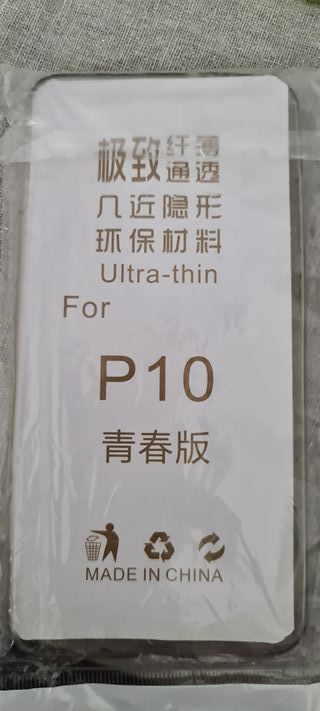 极致纤薄
通透
几近隐形
环保材料
Ultra-thin
For
P10
青春版
MADE IN CHINA